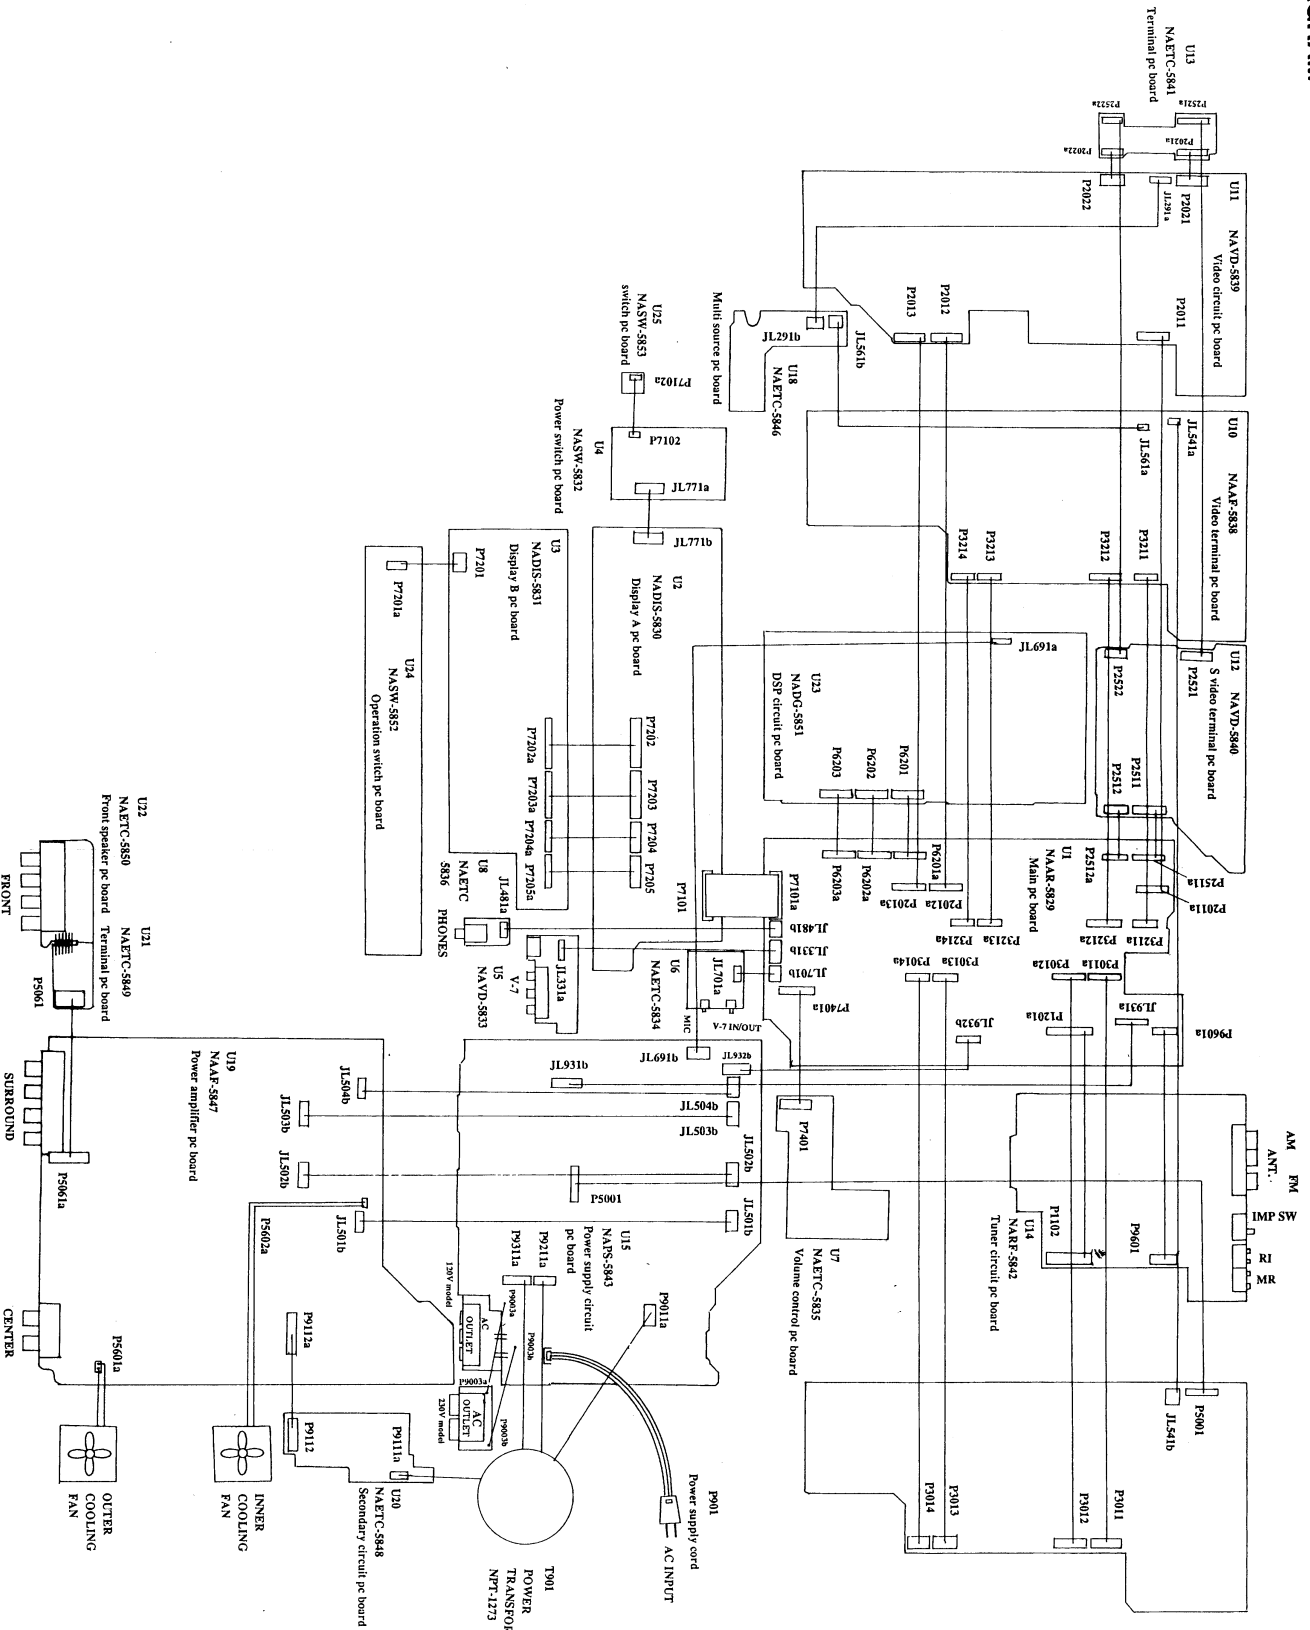 U13
NAETC-5841
Terminal pc board
P2522a
P2521a
P2022a
P2021a
U11 NAVD-5839
Video circuit pc board
P2022
JL291a
P2021
P2013
P2012
P2011
U25
NASW-5853
switch pc board
P7102a
Multi source pc board
JL291b
JL561b
U18
NAETC-5846
U10 NAAF-5838
Video terminal pc board
JL541a
JL561a
P3214
P3213
P3212
P3211
U4
NASW-5832
Power switch pc board
P7102
JL771a
JL771b
U2
NADIS-5830
Display A pc board
P7202
P7203
P7204
P7205
U3
NADIS-5831
Display B pc board
P7201
P7202a
P7203a
P7204a
P7205a
P7201a
U24
NASW-5852
Operation switch pc board
JL691a
U23
NADG-5851
DSP circuit pc board
P6203
P6202
P6201
U12 NAVD-5840
S video terminal pc board
P2522
P2521
P2512
P2511
U1
NAAR-5829
Main pc board
P2512a
P2511a
P2011a
P6203a
P6202a
P6201a
P2013a
P2012a
P3214a
P3213a
P3212a
P3211a
P3014a
P3013a
P3012a
P3011a
P1201a
JL931a
P9601a
JL932b
P7101
P7101a
JL481b
JL331b
JL701b
P7401a
U8
NAETC
5836
JL481a
PHONES
JL331a
V-7
U5
NAVD-5833
JL701a
U6
NAETC-5834
MIC
V-7 IN/OUT
JL691b
U22
NAETC-5850
Front speaker pc board
FRONT
U21
NAETC-5849
Terminal pc board
P5061
U19
NAAF-5847
Power amplifier pc board
SURROUND
P5061a
CENTER
JL504b
JL503b
JL502b
JL501b
P5602a
P5601a
JL931b
JL932b
JL504b
JL503b
JL502b
JL501b
P5001
U15
NAPS-5843
Power supply circuit
pc board
P9311a
P9211a
P9011a
120V model
AC
OUTLET
P9003a
P9003b
P9003a
AC
OUTLET
230V model
P9003b
P7401
U7
NAETC-5835
Volume control pc board
AM
ANT.
FM
IMP SW
RI
MR
P1102
P9601
U14
NARF-5842
Tuner circuit pc board
P5001
JL541b
P3014
P3013
P3012
P3011
P9112a
P9112
P9111a
U20
NAETC-5848
Secondary circuit pc board
OUTER
COOLING
FAN
INNER
COOLING
FAN
P901
Power supply cord
AC INPUT
T901
POWER
NPT-1273